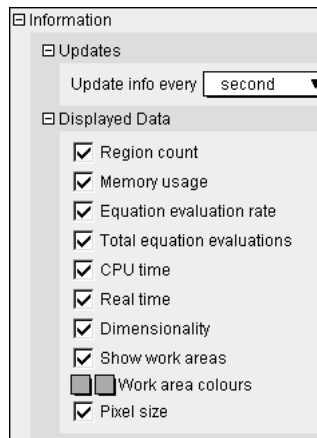 Information
Updates
Update info every second
Displayed Data
Region count
Memory usage
Equation evaluation rate
Total equation evaluations
CPU time
Real time
Dimensionality
Show work areas
Work area colours
Pixel size